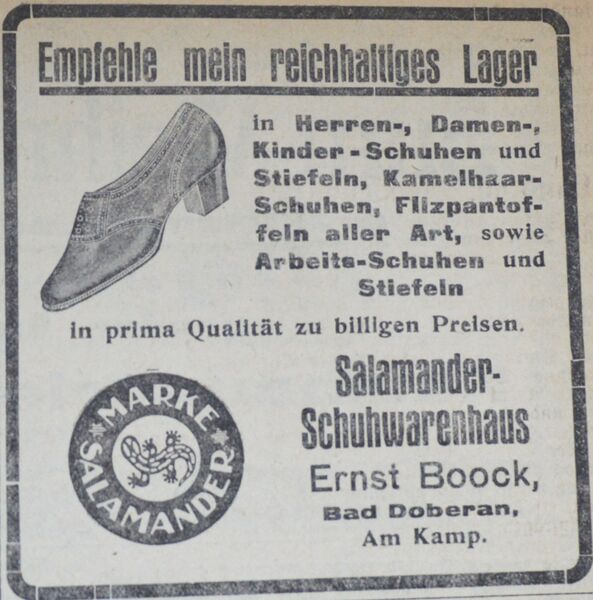 Empfehle mein reichhaltiges Lager
in Herren-, Damen-,
Kinder-Schuhen und
Stiefeln, Kamelhaar-
Schuhen, Filzpantof-
feln aller Art, sowie
Arbeits-Schuhen und
Stiefeln
in prima Qualität zu billigen Preisen.
MARKE
SALAMANDER
Salamander-
Schuhwarenhaus
Ernst Boock,
Bad Doberan,
Am Kamp.